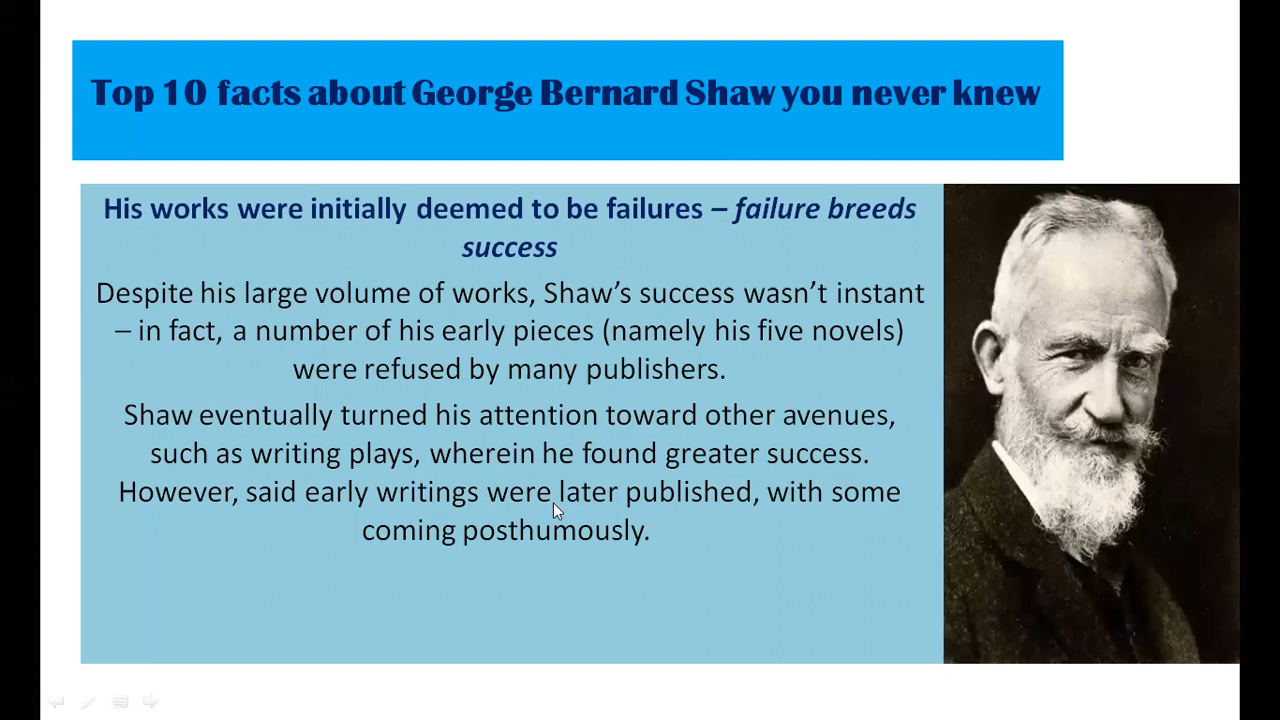 Top 10 facts about George Bernard Shaw you never knew
His works were initially deemed to be failures – failure breeds
success
Despite his large volume of works, Shaw’s success wasn’t instant
– in fact, a number of his early pieces (namely his five novels)
were refused by many publishers.
Shaw eventually turned his attention toward other avenues,
such as writing plays, wherein he found greater success.
However, said early writings were later published, with some
coming posthumously.